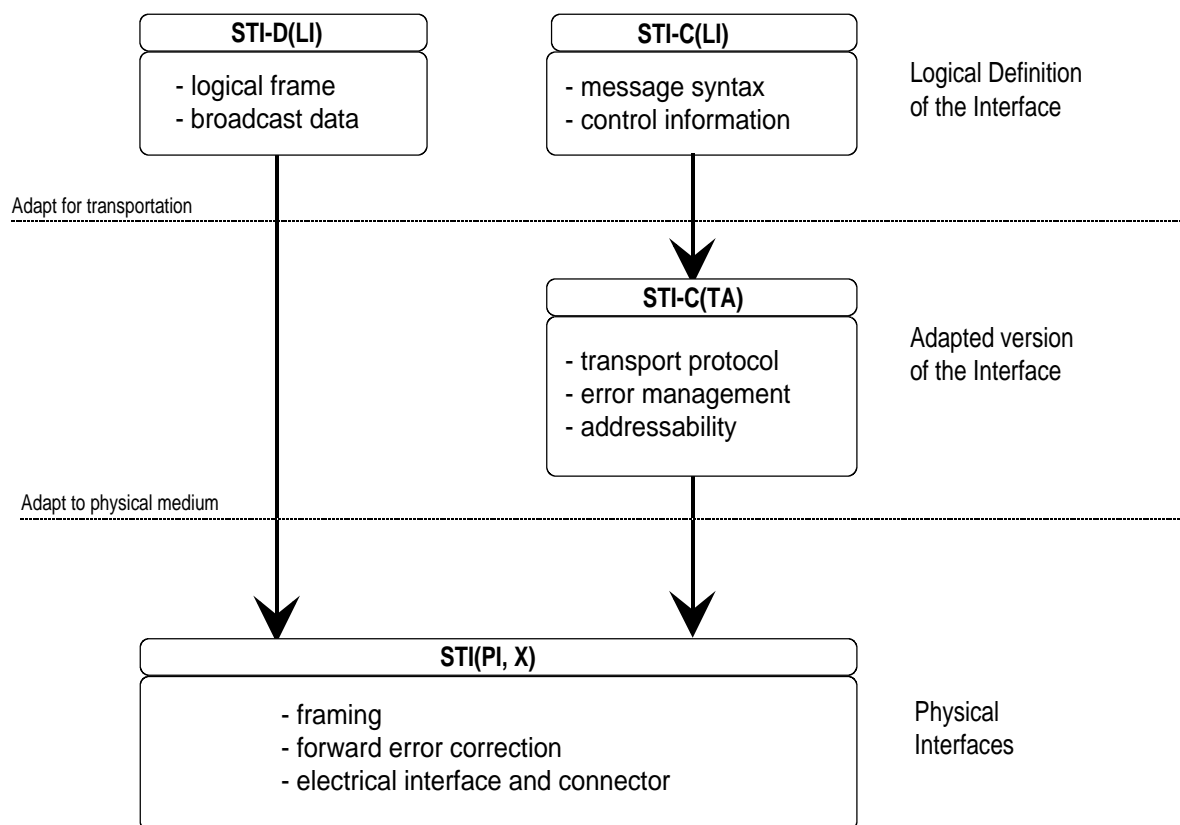 STI-D(LI)
- logical frame
- broadcast data
STI-C(LI)
- message syntax
- control information
Logical Definition
of the Interface
Adapt for transportation
STI-C(TA)
- transport protocol
- error management
- addressability
Adapted version
of the Interface
Adapt to physical medium
STI(PI, X)
- framing
- forward error correction
- electrical interface and connector
Physical
Interfaces